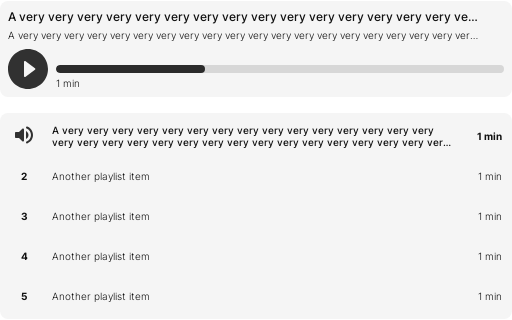 A very very very very very very very very very very very very very very very ve...
A very very very very very very very very very very very very very very very very very very very ver...
1 min
A very very very very very very very very very very very very very very very very
very very very very very very very very very very very very very very very very ver...
1 min
2 Another playlist item 1 min
3 Another playlist item 1 min
4 Another playlist item 1 min
5 Another playlist item 1 min